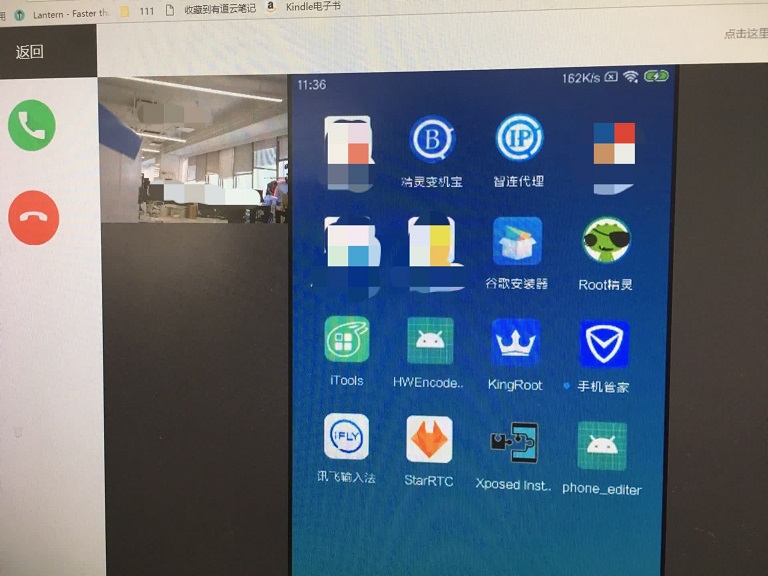 Lantern - Faster th
111
收藏到有道云笔记
a
Kindle电子书
返回
点击这里
11:36
162K/s
B
精灵变机宝
IP
智连代理
谷歌安装器
Root精灵
iTools
HWEncode..
KingRoot
手机管家
iFLY
讯飞输入法
StarRTC
Xposed Inst..
phone_editer